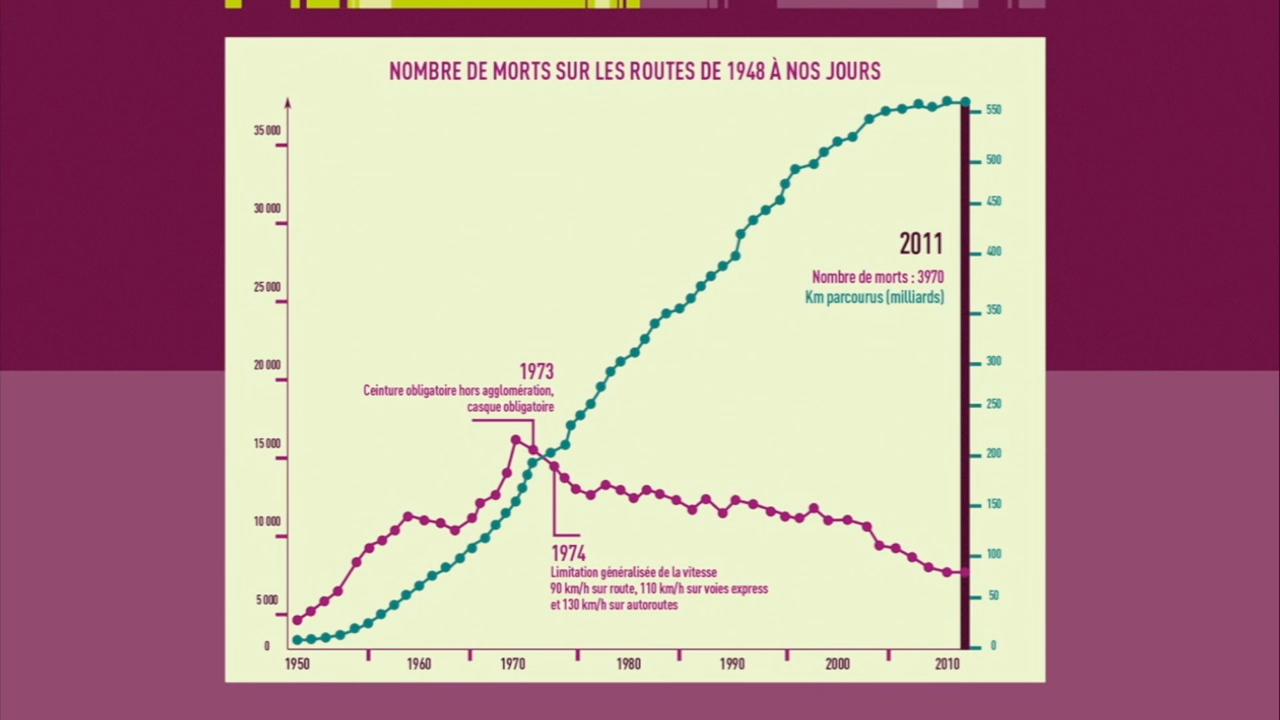 NOMBRE DE MORTS SUR LES ROUTES DE 1948 À NOS JOURS
35 000
30 000
25 000
20 000
15 000
10 000
5 000
0
550
500
450
400
350
300
250
200
150
100
50
0
2011
Nombre de morts : 3970
Km parcourus (milliards)
1973
Ceinture obligatoire hors agglomération,
casque obligatoire
1974
Limitation généralisée de la vitesse
90 km/h sur route, 110 km/h sur voies express
et 130 km/h sur autoroutes
1950 1960 1970 1980 1990 2000 2010